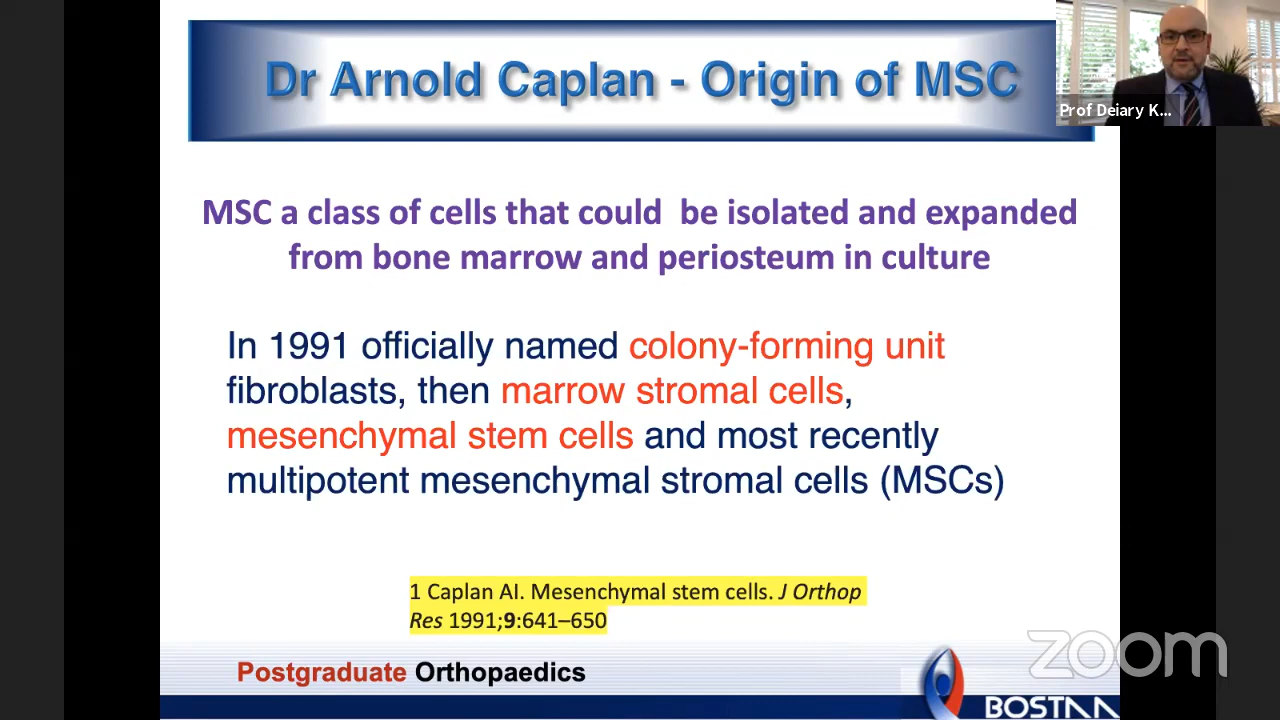 Dr Arnold Caplan - Origin of MSC
Prof Deiary K...
MSC a class of cells that could be isolated and expanded
from bone marrow and periosteum in culture
In 1991 officially named colony-forming unit
fibroblasts, then marrow stromal cells,
mesenchymal stem cells and most recently
multipotent mesenchymal stromal cells (MSCs)
1 Caplan AI. Mesenchymal stem cells. J Orthop
Res 1991;9:641–650
Postgraduate Orthopaedics
zoom
BOSTAA